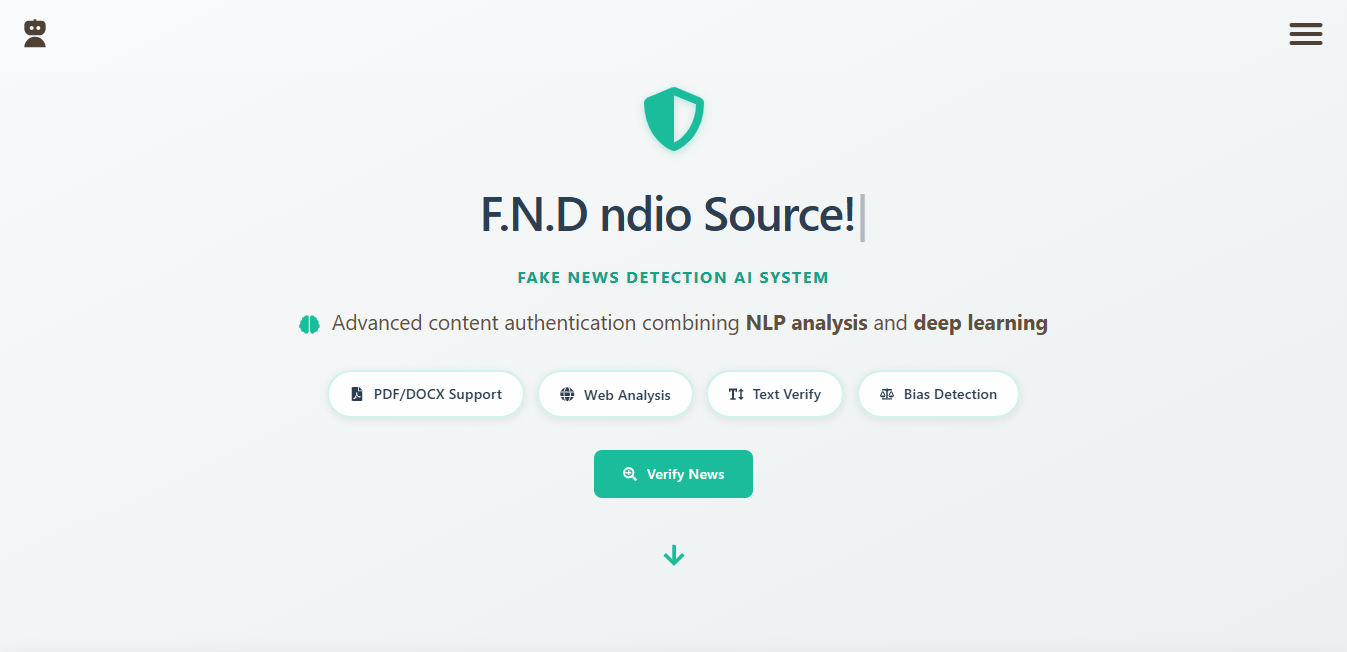 F.N.D ndio Source!
FAKE NEWS DETECTION AI SYSTEM
Advanced content authentication combining NLP analysis and deep learning
PDF/DOCX Support
Web Analysis
Text Verify
Bias Detection
Verify News